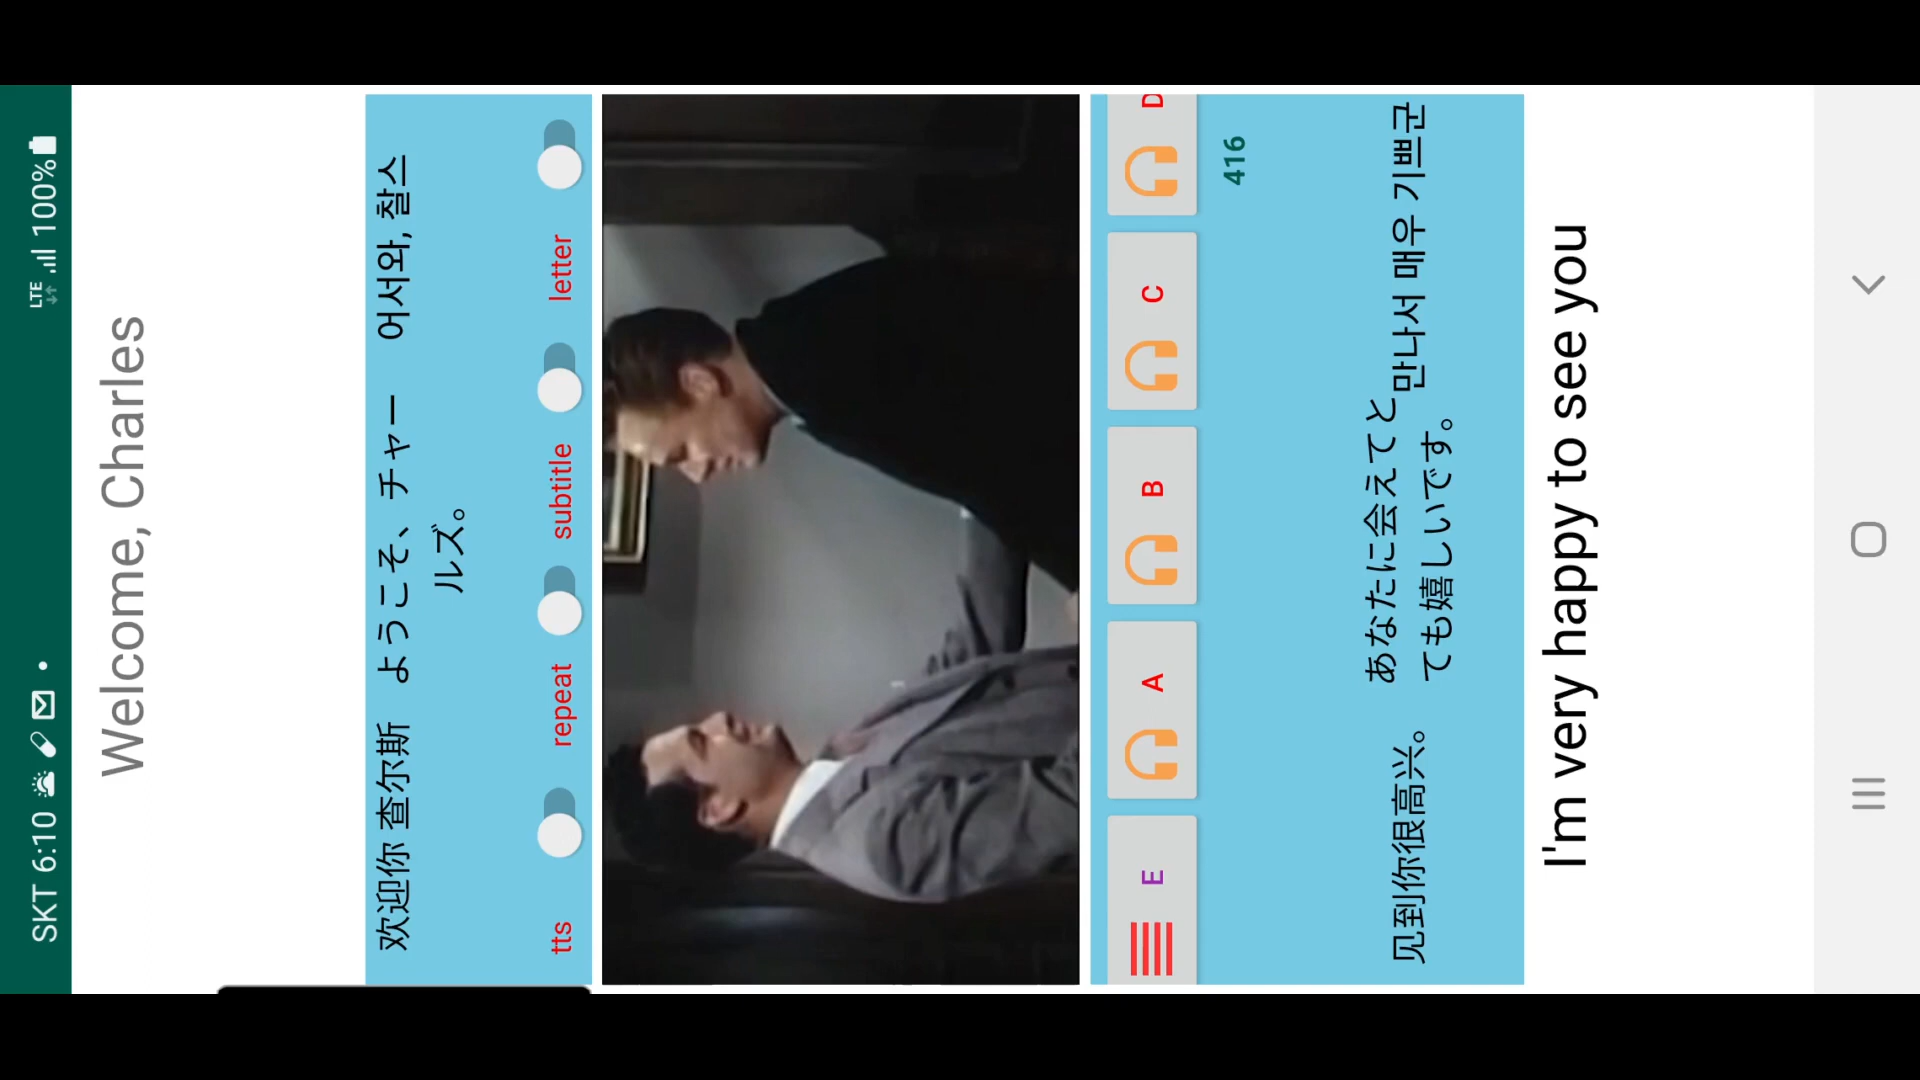 SKT 6:10
LTE
100%
Welcome, Charles
欢迎你 查尔斯
ようこそ、チャー
ルズ。
어서와, 찰스
tts
repeat
subtitle
letter
E
A
B
C
D
416
见到你很高兴。
あなたに会えてと
ても嬉しいです。
만나서 매우 기쁘군
I'm very happy to see you